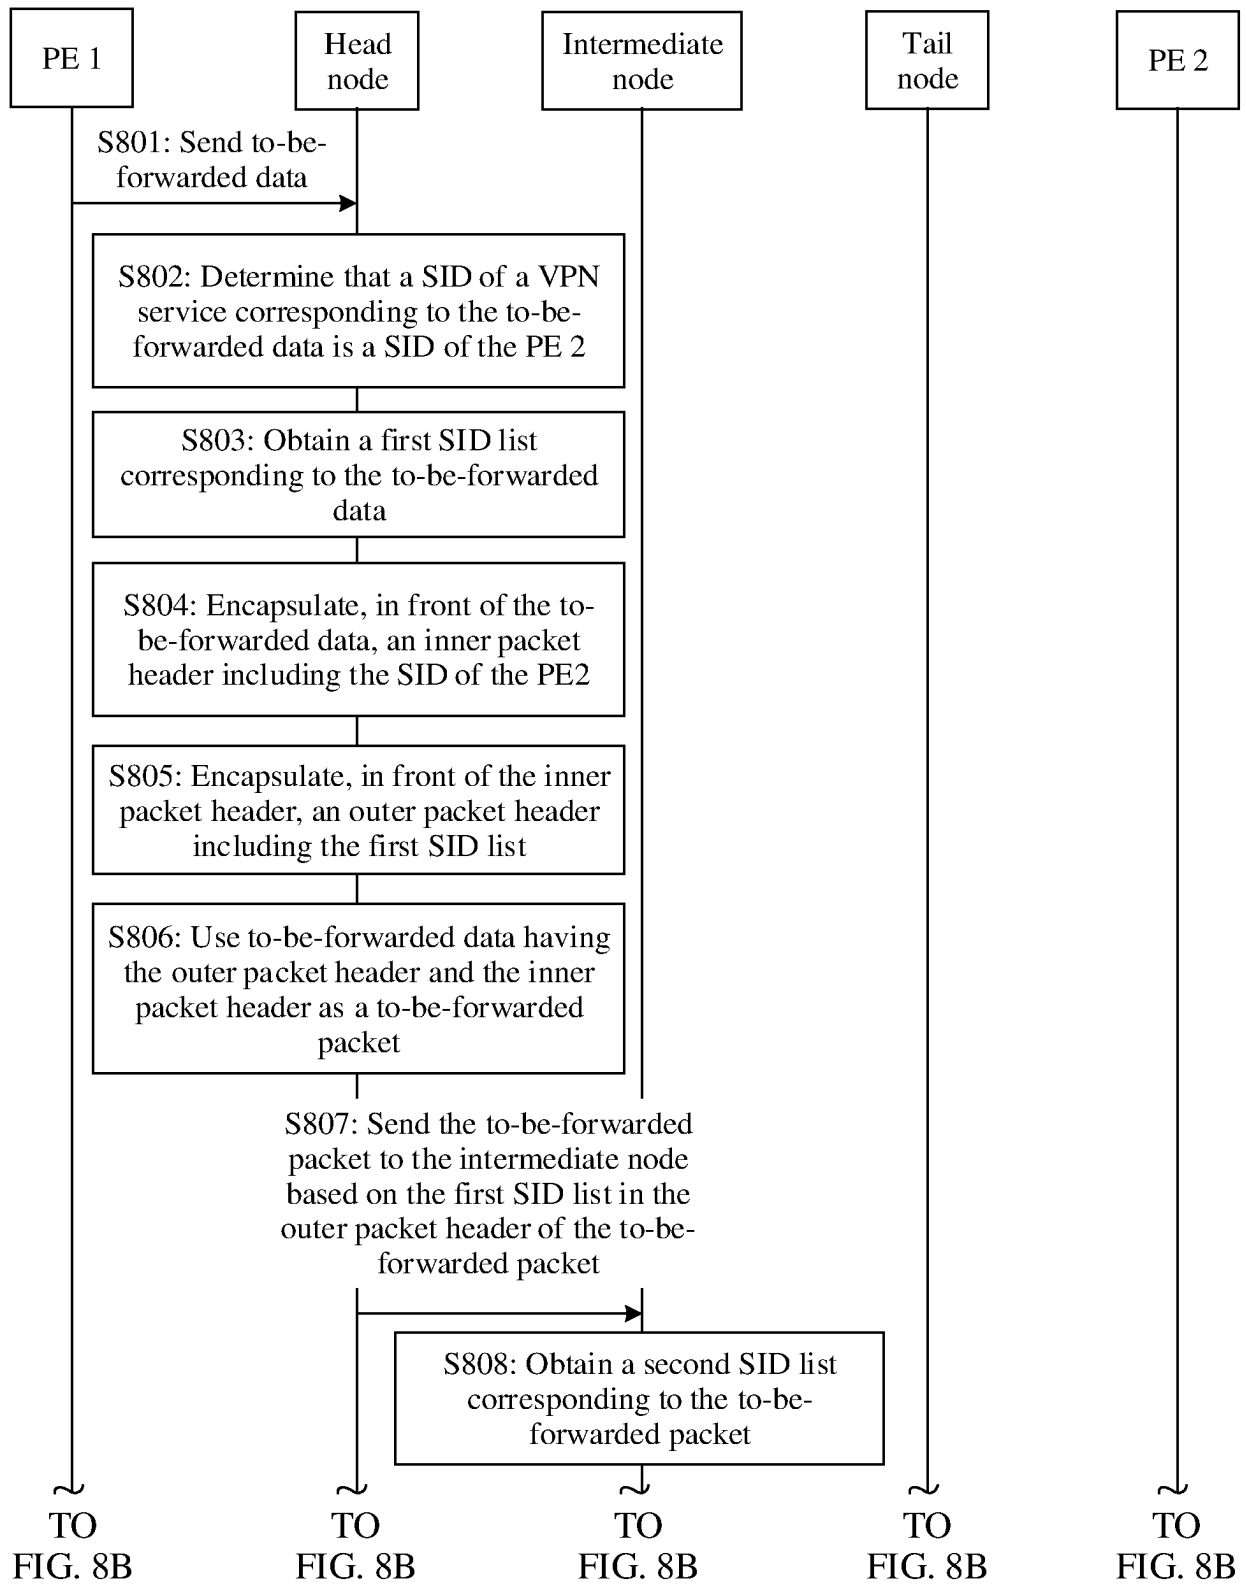 PE 1
Head
node
Intermediate
node
Tail
node
PE 2
S801: Send to-be-
forwarded data
S802: Determine that a SID of a VPN
service corresponding to the to-be-
forwarded data is a SID of the PE 2
S803: Obtain a first SID list
corresponding to the to-be-forwarded
data
S804: Encapsulate, in front of the to-
be-forwarded data, an inner packet
header including the SID of the PE2
S805: Encapsulate, in front of the inner
packet header, an outer packet header
including the first SID list
S806: Use to-be-forwarded data having
the outer packet header and the inner
packet header as a to-be-forwarded
packet
S807: Send the to-be-forwarded
packet to the intermediate node
based on the first SID list in the
outer packet header of the to-be-
forwarded packet
S808: Obtain a second SID list
corresponding to the to-be-
forwarded packet
TO
FIG. 8B
TO
FIG. 8B
TO
FIG. 8B
TO
FIG. 8B
TO
FIG. 8B